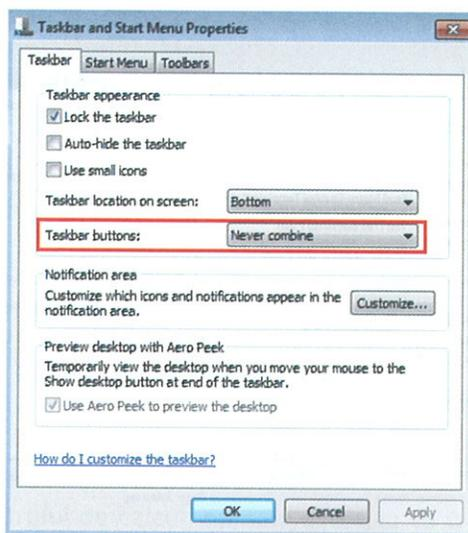 Taskbar and Start Menu Properties
Taskbar Start Menu Toolbars
Taskbar appearance
Lock the taskbar
Auto-hide the taskbar
Use small icons
Taskbar location on screen: Bottom
Taskbar buttons: Never combine
Notification area
Customize which icons and notifications appear in the
notification area.
Customize...
Preview desktop with Aero Peek
Temporarily view the desktop when you move your mouse to the
Show desktop button at end of the taskbar.
Use Aero Peek to preview the desktop
How do I customize the taskbar?
OK Cancel Apply